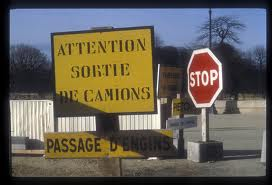 ATTENTION
SORTIE
DE CAMIONS
PASSAGE D'ENGINS
STOP